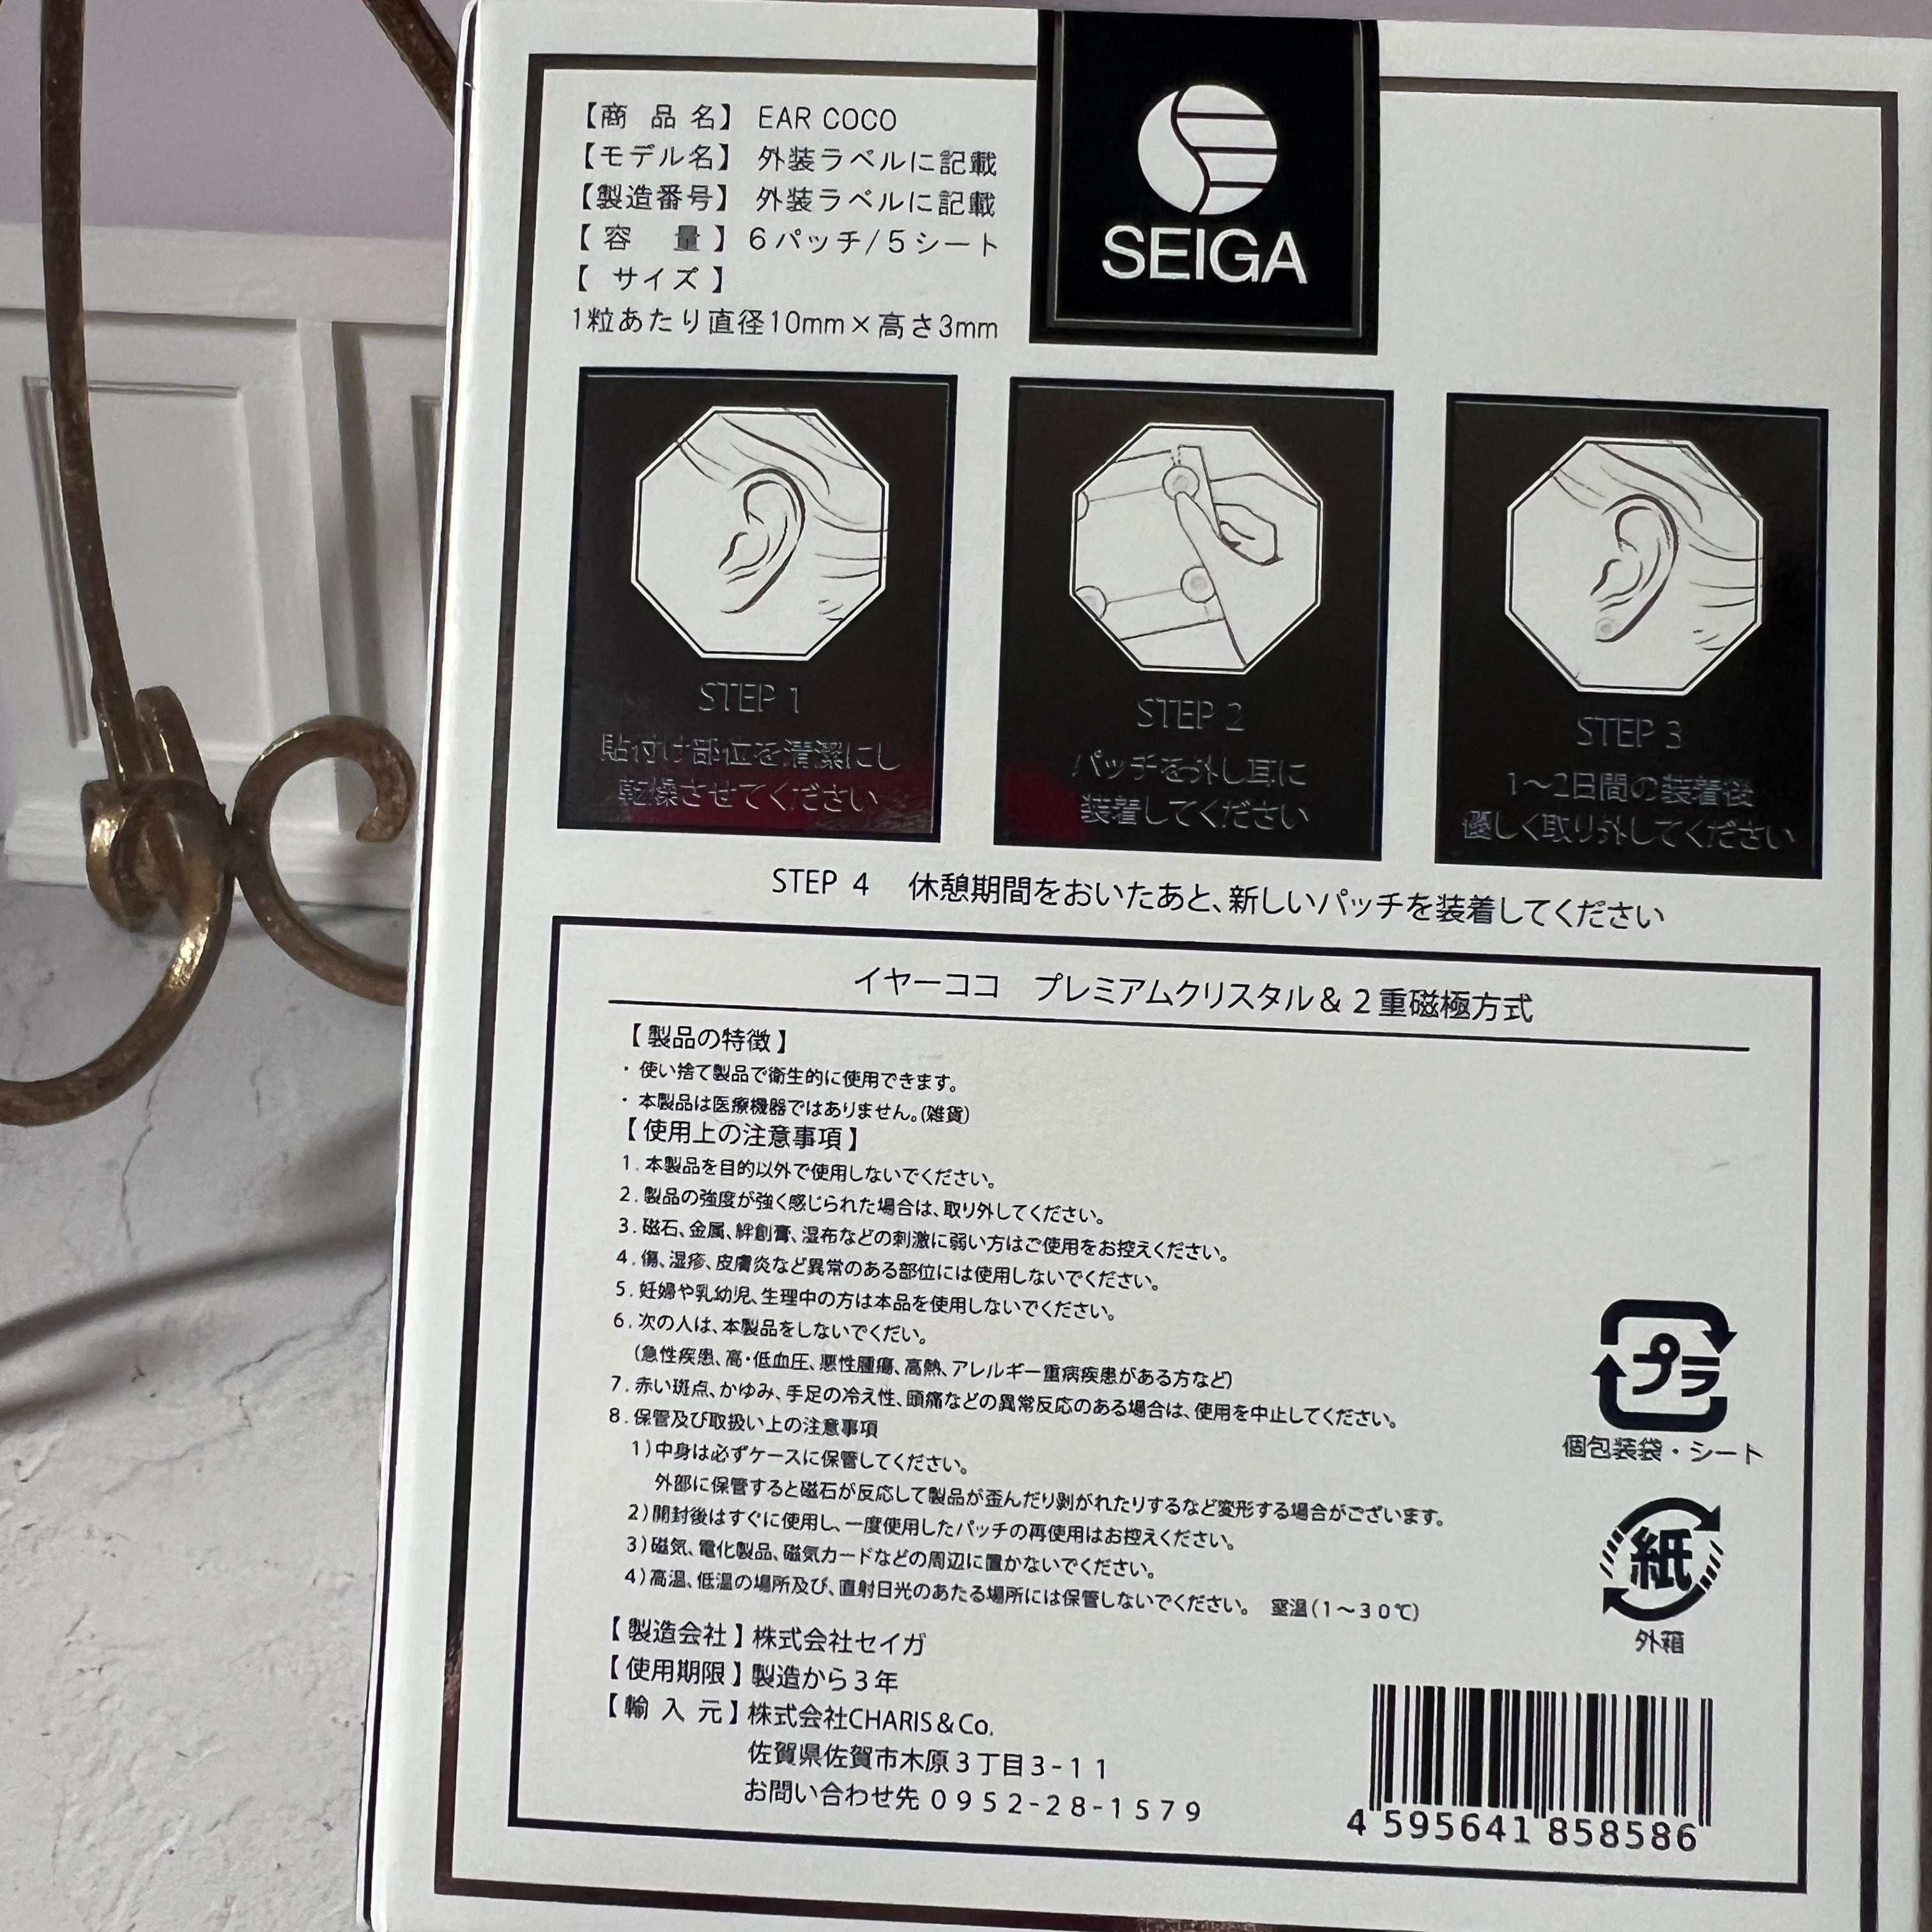 【商品名】 EAR COCO
【モデル名】 外装ラベルに記載
【製造番号】 外装ラベルに記載
【容 量】 6パッチ/5シート
【 サイズ 】
1粒あたり直径10mm×高さ3mm
SEIGA
STEP 1
貼付け部位を清潔にし
乾燥させてください
STEP 2
パッチを外し耳に
装着してください
STEP 3
1〜2日間の装着後
優しく取り外してください
STEP 4 休憩期間をおいたあと、新しいパッチを装着してください
イヤーココ プレミアムクリスタル&2重磁極方式
【製品の特徴】
・使い捨て製品で衛生的に使用できます。
・本製品は医療機器ではありません。(雑貨)
【使用上の注意事項】
1.本製品を目的以外で使用しないでください。
2.製品の強度が強く感じられた場合は、取り外してください。
3.磁石、金属、絆創膏、湿布などの刺激に弱い方はご使用をお控えください。
4.傷、湿疹、皮膚炎など異常のある部位には使用しないでください。
5.妊婦や乳幼児、生理中の方は本品を使用しないでください。
6.次の人は、本製品をしないでくだい。
(急性疾患、高・低血圧、悪性腫瘍、高熱、アレルギー重病疾患がある方など)
7.赤い斑点、かゆみ、手足の冷え性、頭痛などの異常反応のある場合は、使用を中止してください。
8.保管及び取扱い上の注意事項
1)中身は必ずケースに保管してください。
外部に保管すると磁石が反応して製品が歪んだり剥がれたりするなど変形する場合がございます。
2)開封後はすぐに使用し、一度使用したパッチの再使用はお控えください。
3)磁気、電化製品、磁気カードなどの周辺に置かないでください。
4)高温、低温の場所及び、直射日光のあたる場所には保管しないでください。 室温(1〜30℃)
【製造会社】株式会社セイガ
【使用期限】製造から3年
【輸入元】株式会社CHARIS&Co.
佐賀県佐賀市木原3丁目3-11
お問い合わせ先 0952-28-1579
プラ
個包装袋・シート
紙
外箱
4 595641 858586